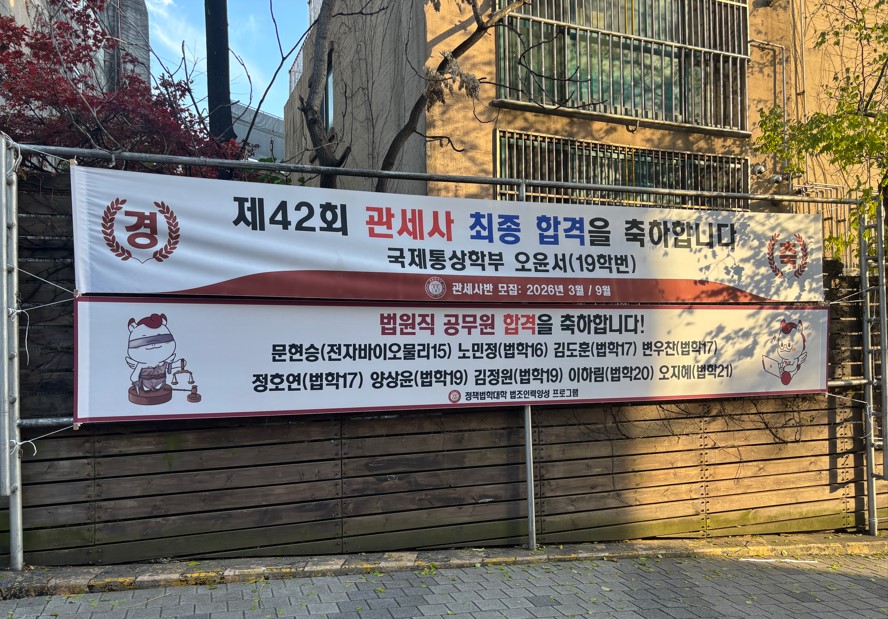 경
제42회 관세사 최종 합격을 축하합니다
축
국제통상학부 오윤서(19학번)
관세사반 모집: 2026년 3월 / 9월
법원직 공무원 합격을 축하합니다!
문현승(전자바이오물리15) 노민정(법학16) 김도훈(법학17) 변우찬(법학17)
정호연(법학17) 양상윤(법학19) 김정원(법학19) 이하림(법학20) 오지혜(법학21)
정책법학대학 법조인력양성 프로그램